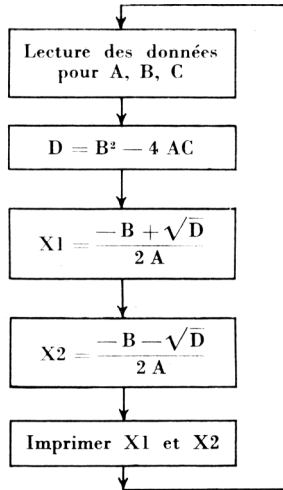 Lecture des données
pour A, B, C
D = B² — 4 AC
X1 = —B + √D / 2 A
X2 = —B — √D / 2 A
Imprimer X1 et X2